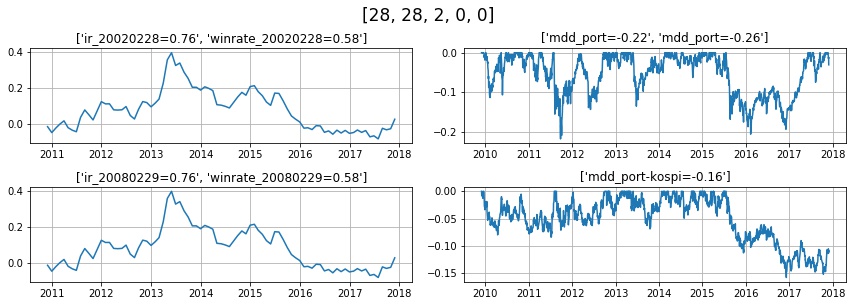 [28, 28, 2, 0, 0]
['ir_20020228=0.76', 'winrate_20020228=0.58']
0.4
0.2
0.0
2011 2012 2013 2014 2015 2016 2017 2018
['mdd_port=-0.22', 'mdd_port=-0.26']
0.0
−0.1
−0.2
2010 2011 2012 2013 2014 2015 2016 2017 2018
['ir_20080229=0.76', 'winrate_20080229=0.58']
0.4
0.2
0.0
2011 2012 2013 2014 2015 2016 2017 2018
['mdd_port-kospi=-0.16']
0.00
−0.05
−0.10
−0.15
2010 2011 2012 2013 2014 2015 2016 2017 2018